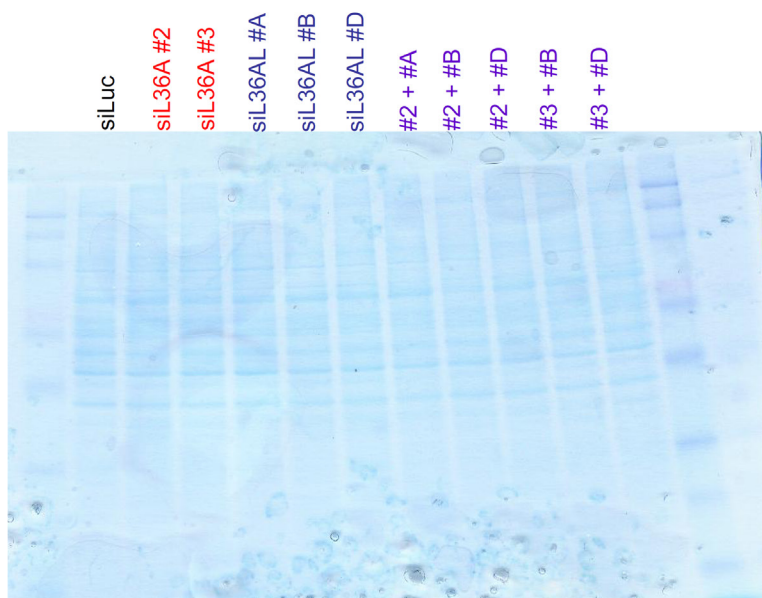 siLuc
siL36A #2
siL36A #3
siL36AL #A
siL36AL #B
siL36AL #D
#2 + #A
#2 + #B
#2 + #D
#3 + #B
#3 + #D